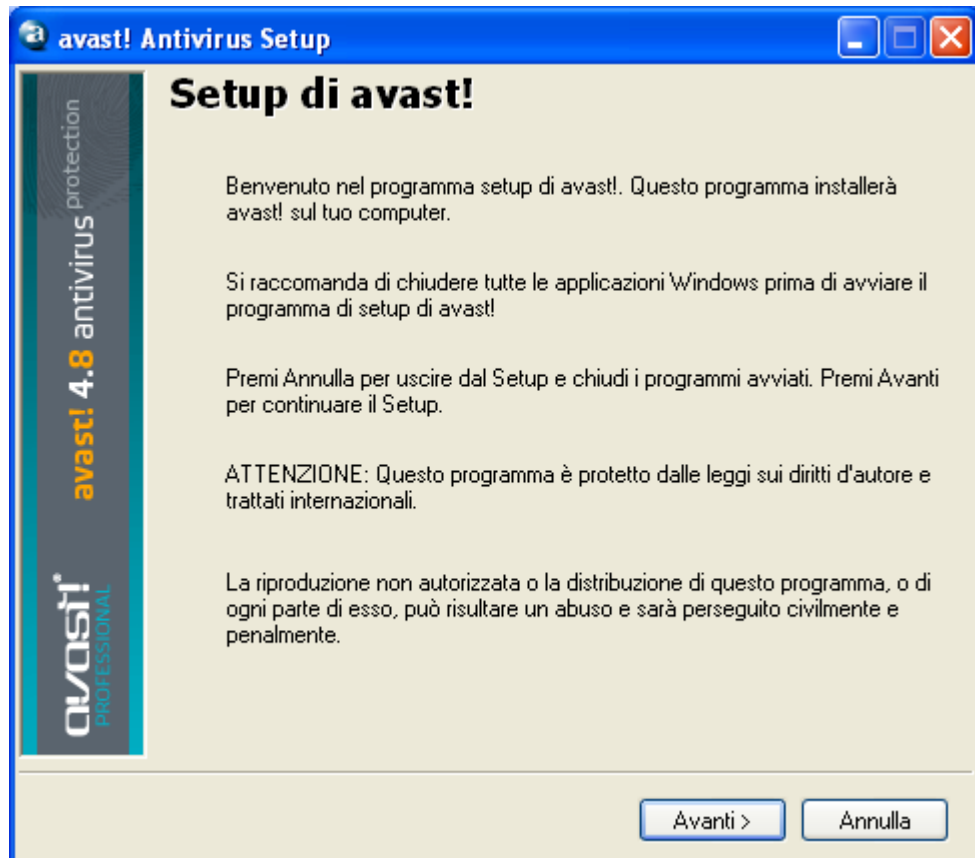 avast! Antivirus Setup
Setup di avast!
Benvenuto nel programma setup di avast!. Questo programma installerà
avast! sul tuo computer.
Si raccomanda di chiudere tutte le applicazioni Windows prima di avviare il
programma di setup di avast!
Premi Annulla per uscire dal Setup e chiudi i programmi avviati. Premi Avanti
per continuare il Setup.
ATTENZIONE: Questo programma è protetto dalle leggi sui diritti d'autore e
trattati internazionali.
La riproduzione non autorizzata o la distribuzione di questo programma, o di
ogni parte di esso, può risultare un abuso e sarà perseguito civilmente e
penalmente.
avast! 4.8 antivirus protection
avast!®
PROFESSIONAL
Avanti >
Annulla